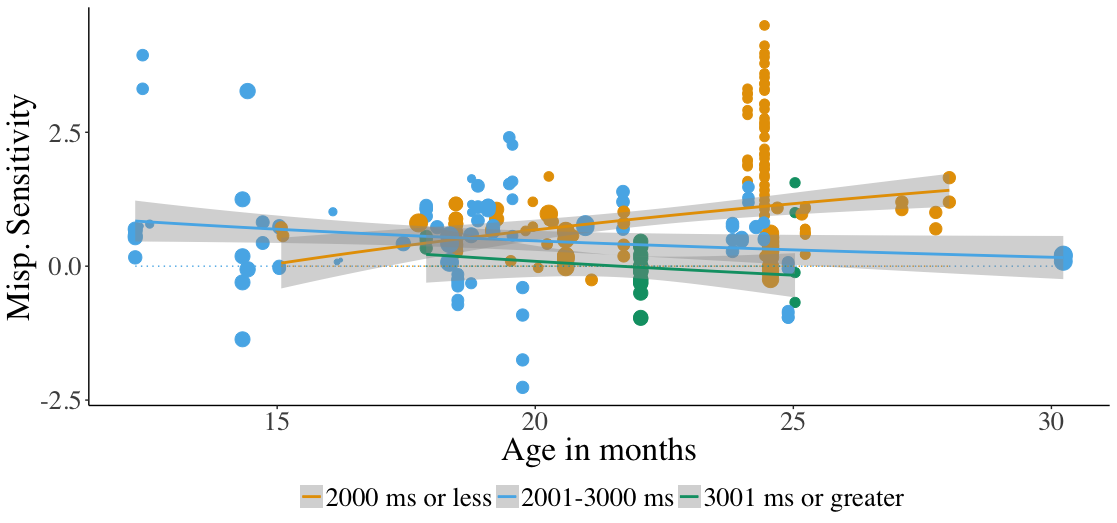 Misp. Sensitivity
2.5
0.0
-2.5
15 20 25 30
Age in months
2000 ms or less 2001-3000 ms 3001 ms or greater